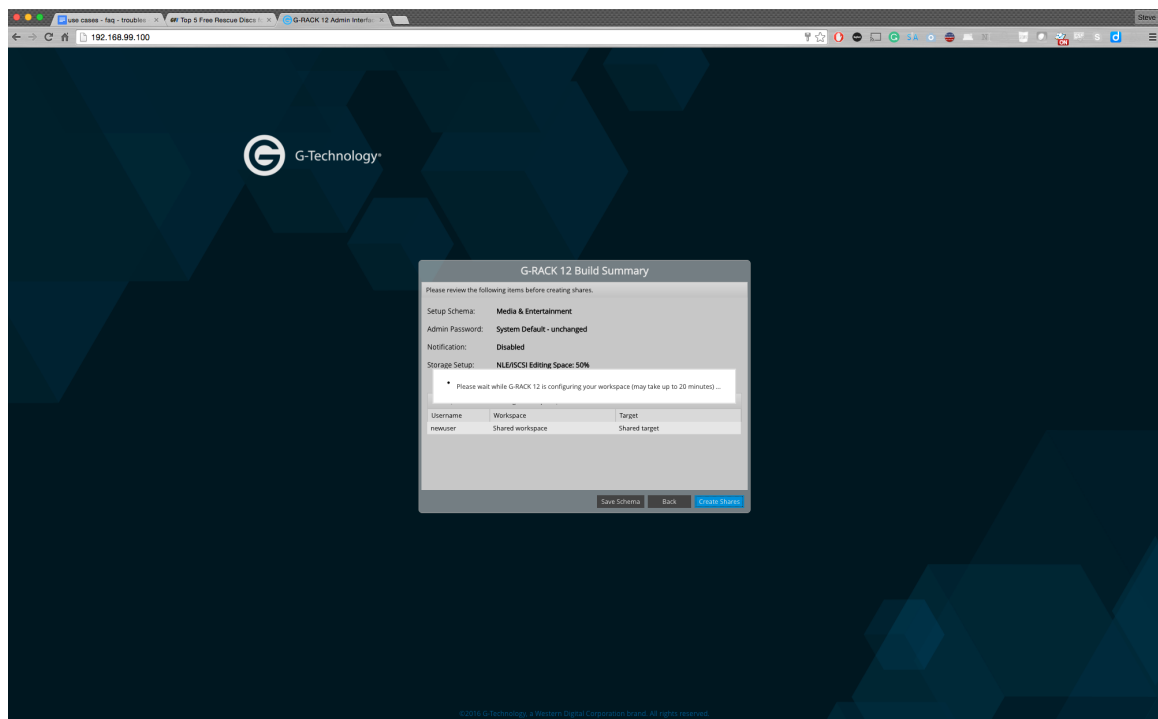 use cases - faq - trouble
Top 5 Free Rescue Discs
G-RACK 12 Admin Interfac
Steve
192.168.99.100
G-Technology®
G-RACK 12 Build Summary
Please review the following items before creating shares.
Setup Schema: Media & Entertainment
Admin Password: System Default - unchanged
Notification: Disabled
Storage Setup: NLE/ISCSI Editing Space: 50%
• Please wait while G-RACK 12 is configuring your workspace (may take up to 20 minutes) ...
Username Workspace Target
newuser Shared workspace Shared target
Save Schema Back Create Shares
©2016 G-Technology, a Western Digital Corporation brand. All rights reserved.